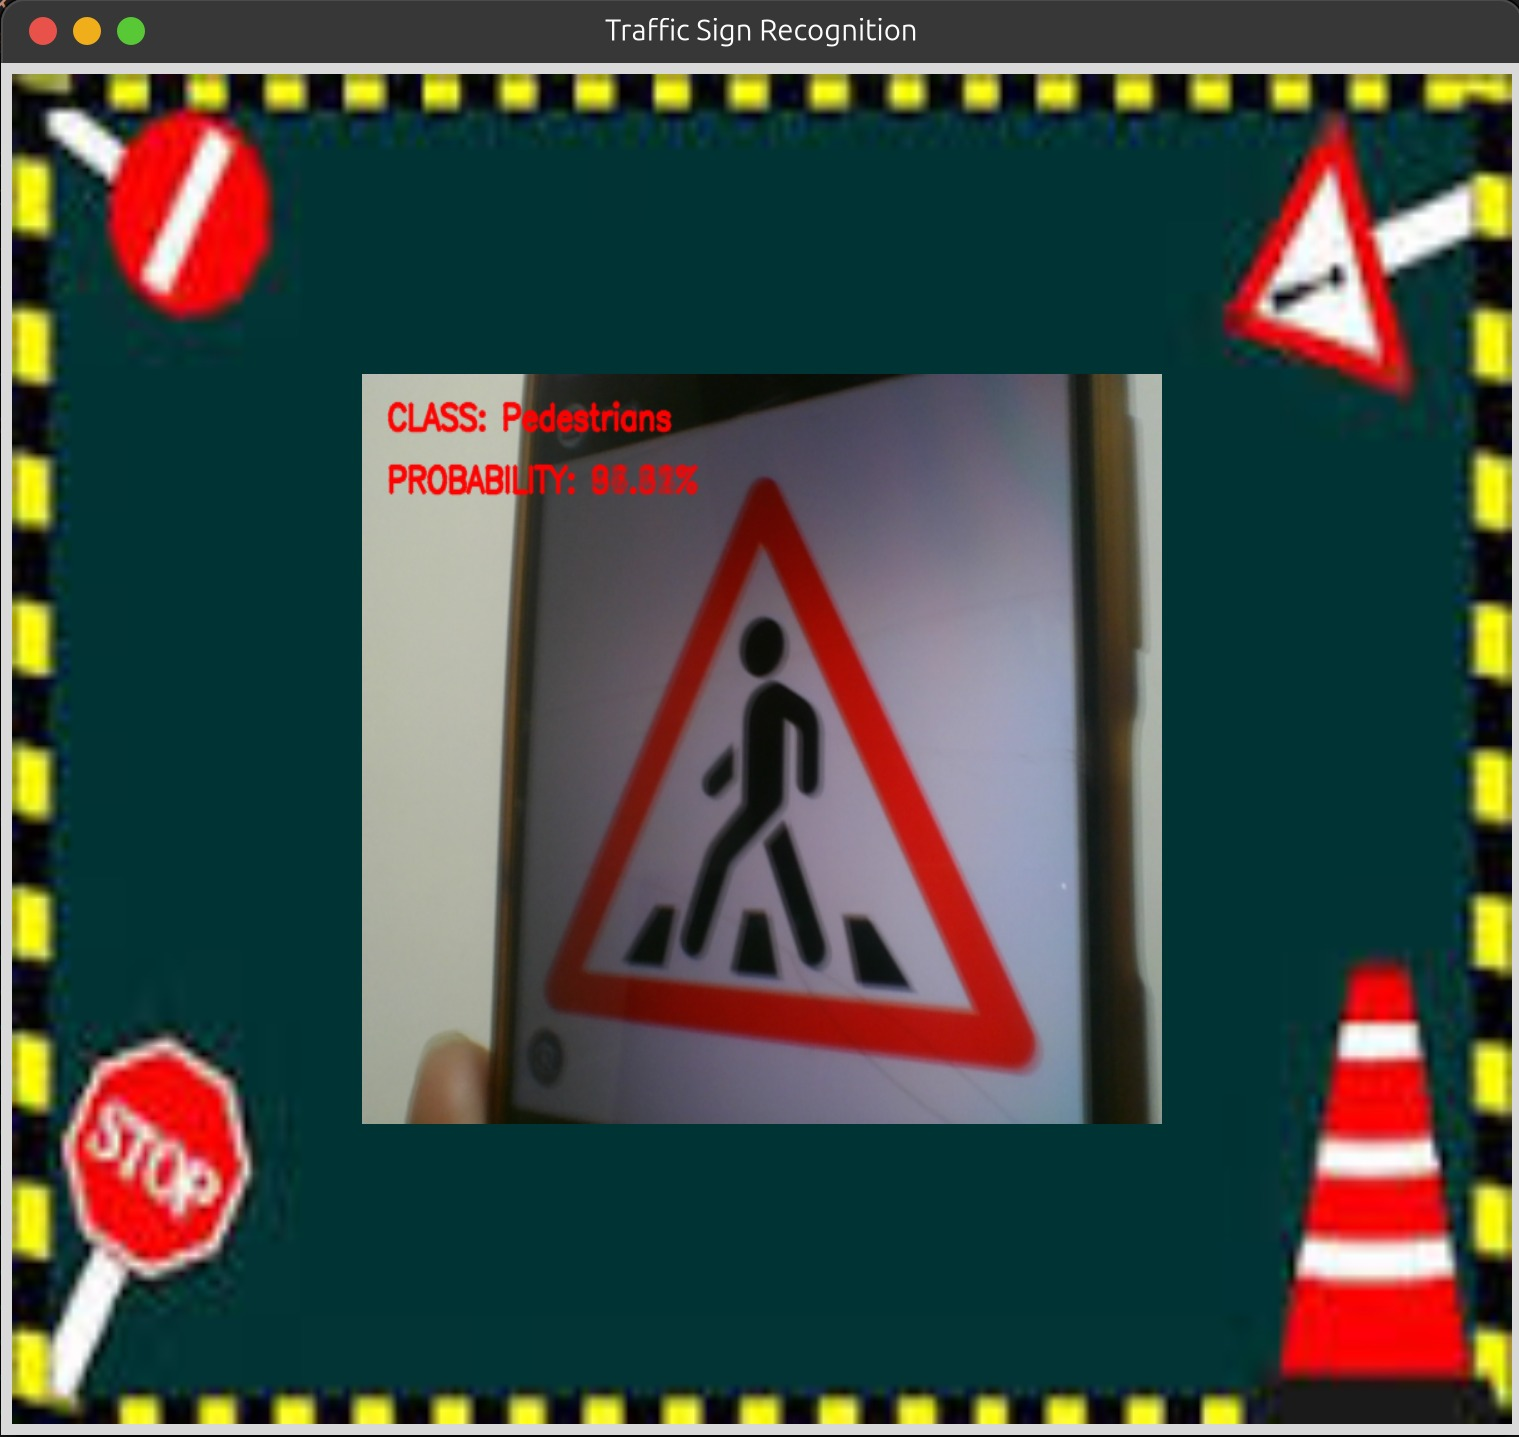 Traffic Sign Recognition
CLASS: Pedestrians
PROBABILITY:
STOP